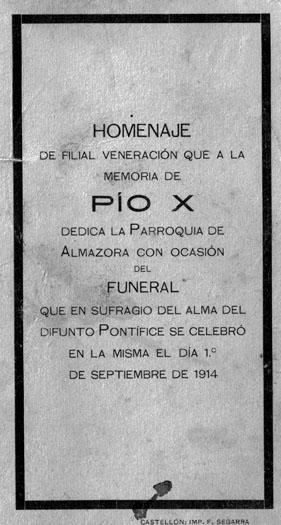 HOMENAJE
DE FILIAL VENERACIÓN QUE A LA
MEMORIA DE
PÍO X
DEDICA LA PARROQUIA DE
ALMAZORA CON OCASIÓN
DEL
FUNERAL
QUE EN SUFRAGIO DEL ALMA DEL
DIFUNTO PONTÍFICE SE CELEBRÓ
EN LA MISMA EL DÍA 1.º
DE SEPTIEMBRE DE 1914
CASTELLÓN: IMP. F. SEGARRA